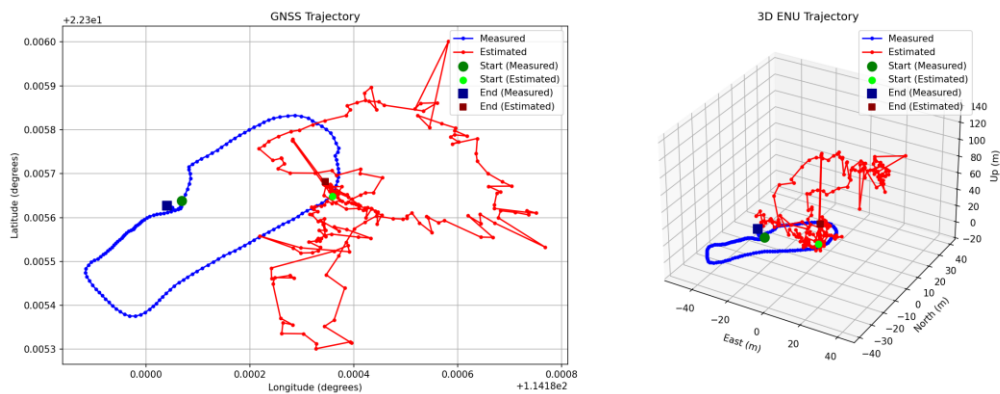 GNSS Trajectory
+2.23e1
0.0060
0.0059
0.0058
0.0057
0.0056
0.0055
0.0054
0.0053
Latitude (degrees)
0.0000
0.0002
0.0004
0.0006
0.0008
+1.1418e2
Longitude (degrees)
Measured
Estimated
Start (Measured)
Start (Estimated)
End (Measured)
End (Estimated)
3D ENU Trajectory
Measured
Estimated
Start (Measured)
Start (Estimated)
End (Measured)
End (Estimated)
140
120
100
80
60
40
20
0
−20
Up (m)
40
30
20
10
0
−10
−20
−30
−40
North (m)
−40
−20
0
20
40
East (m)